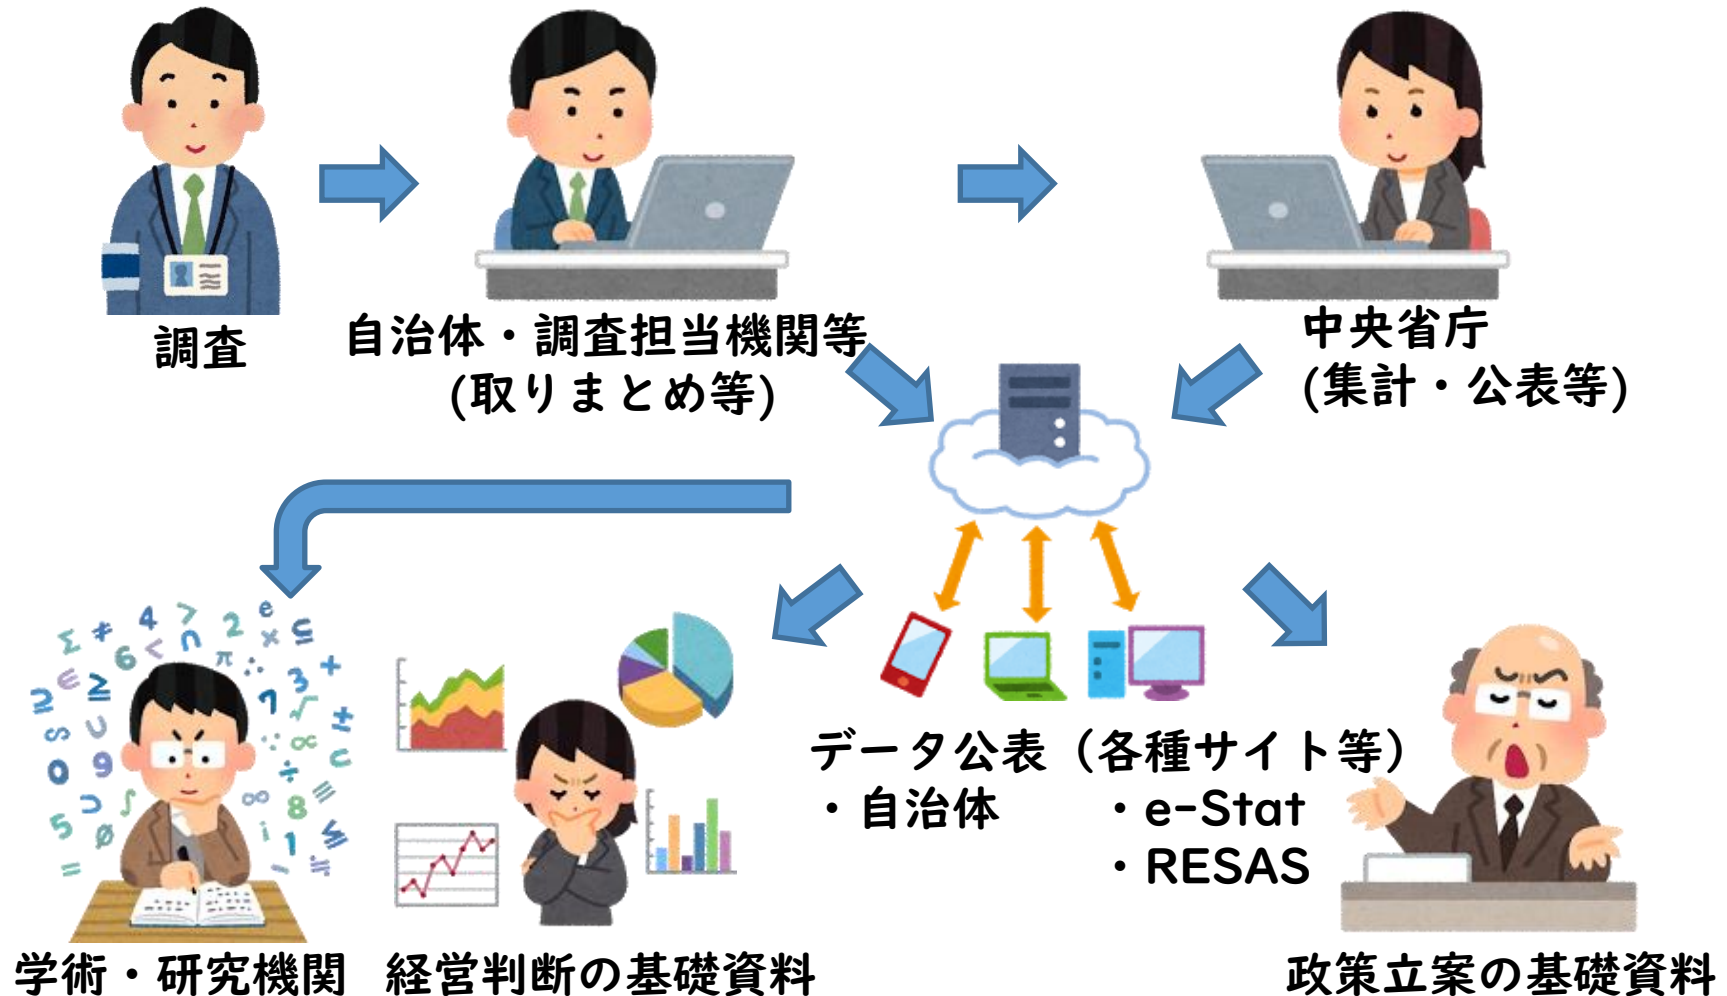 調査
自治体・調査担当機関等
(取りまとめ等)
中央省庁
(集計・公表等)
データ公表（各種サイト等）
・自治体
・e-Stat
・RESAS
学術・研究機関
経営判断の基礎資料
政策立案の基礎資料